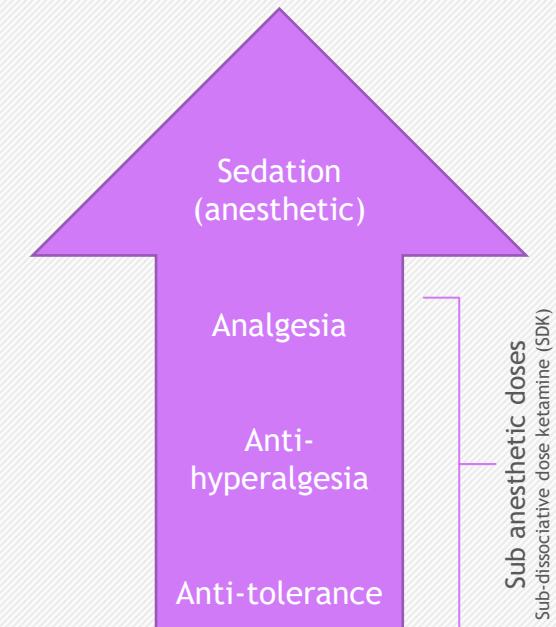 Sedation
(anesthetic)
Analgesia
Anti-
hyperalgesia
Anti-tolerance
Sub anesthetic doses
Sub-dissociative dose ketamine (SDK)